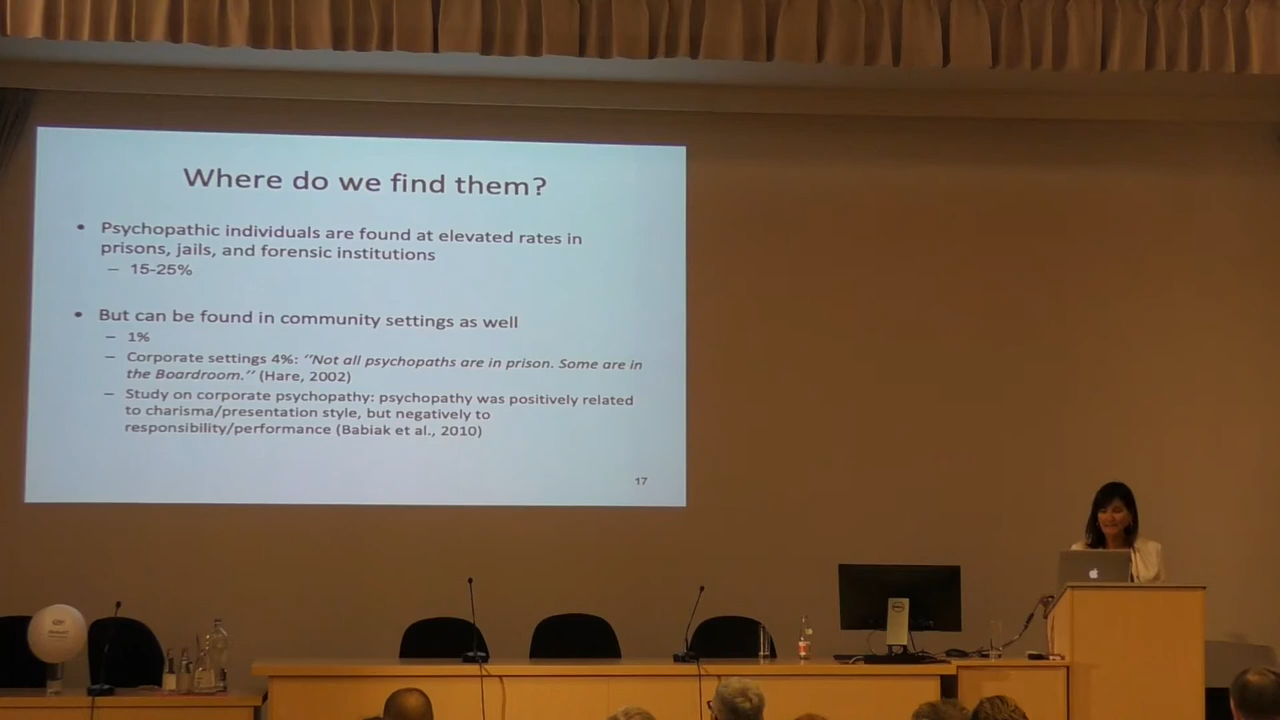 Where do we find them?
• Psychopathic individuals are found at elevated rates in
prisons, jails, and forensic institutions
– 15-25%
• But can be found in community settings as well
– 1%
– Corporate settings 4%: “Not all psychopaths are in prison. Some are in
the Boardroom.” (Hare, 2002)
– Study on corporate psychopathy: psychopathy was positively related
to charisma/presentation style, but negatively to
responsibility/performance (Babiak et al., 2010)
17
DELL